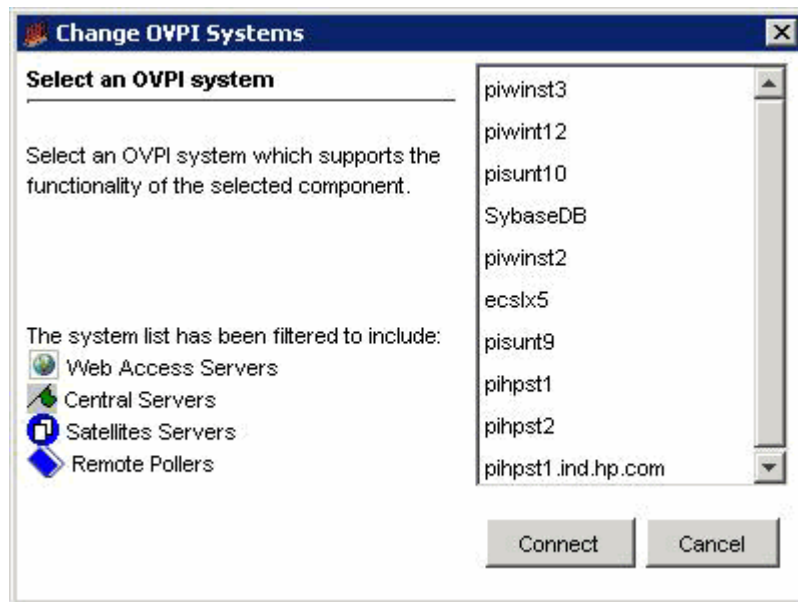 Change OVPI Systems
Select an OVPI system
Select an OVPI system which supports the
functionality of the selected component.
The system list has been filtered to include:
Web Access Servers
Central Servers
Satellites Servers
Remote Pollers
piwinst3
piwint12
pisunt10
SybaseDB
piwinst2
ecslx5
pisunt9
pihpst1
pihpst2
pihpst1.ind.hp.com
Connect
Cancel